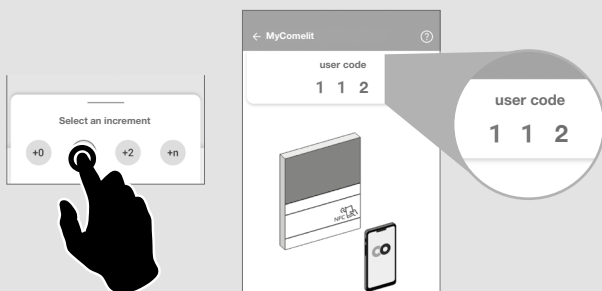 Select an increment
+0
+2
+n
← MyComelit
?
user code
1 1 2
NFC
user code
1 1 2